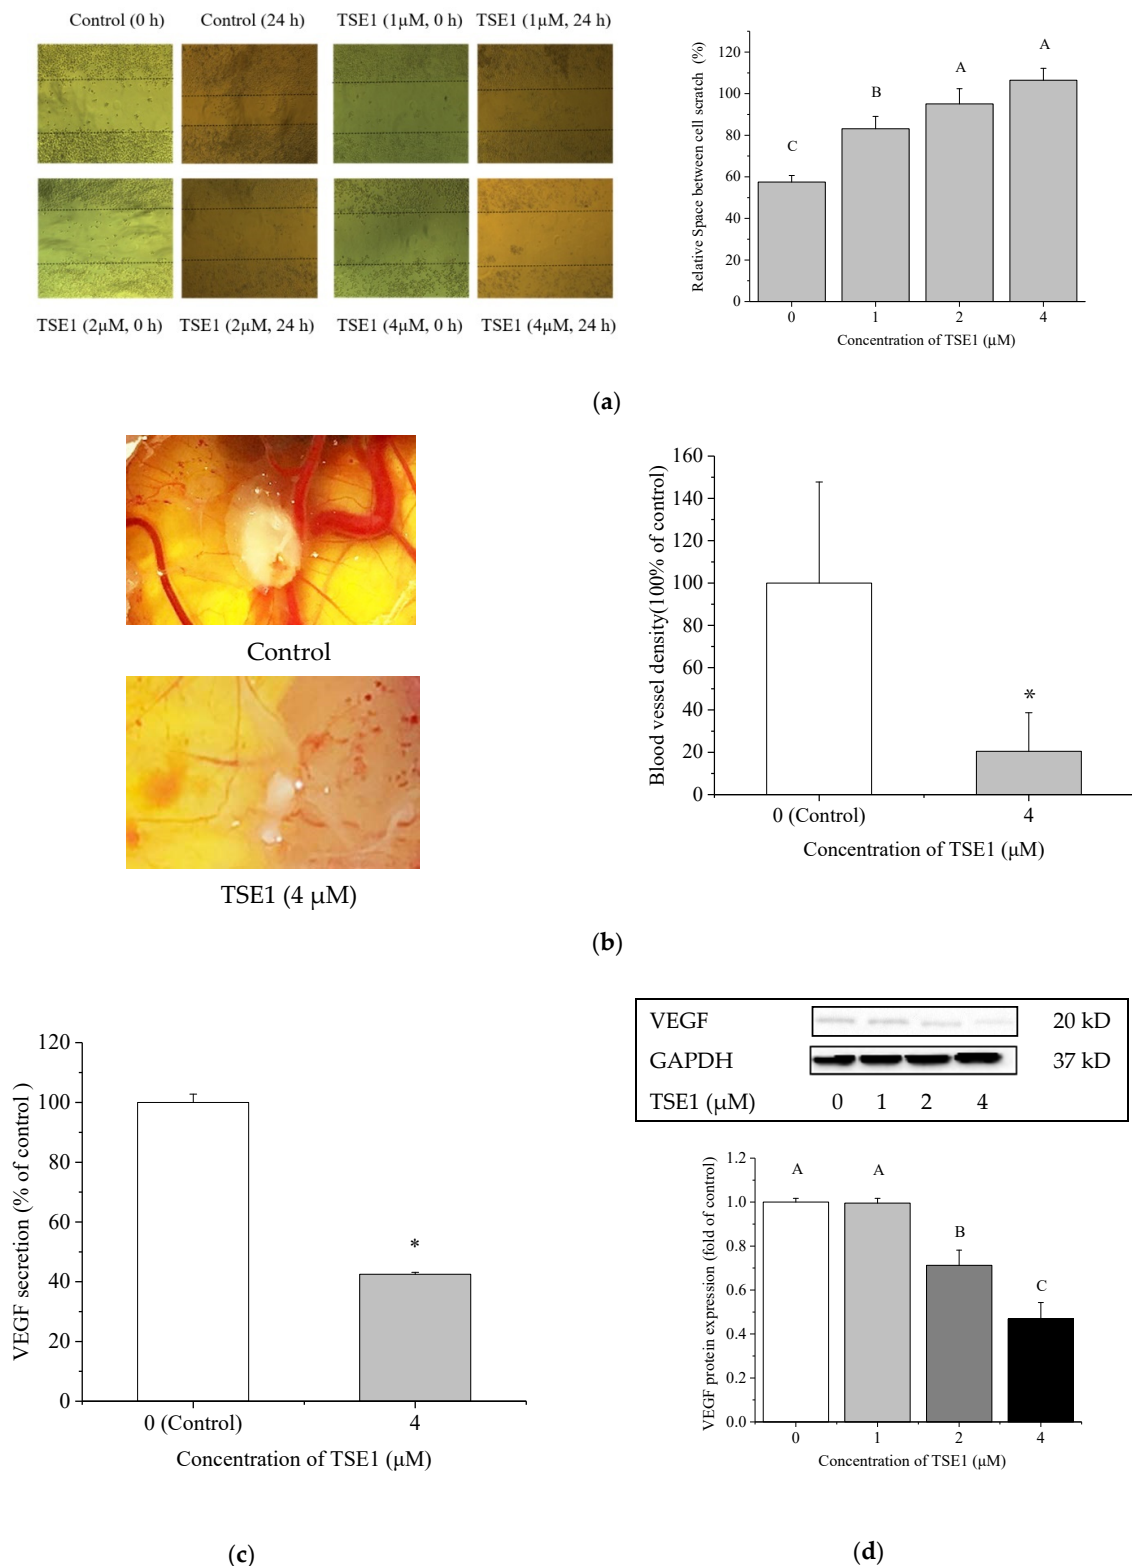 Control (0 h) Control (24 h) TSE1 (1μM, 0 h) TSE1 (1μM, 24 h)
TSE1 (2μM, 0 h) TSE1 (2μM, 24 h) TSE1 (4μM, 0 h) TSE1 (4μM, 24 h)
Relative Space between cell scratch (%)
120
100
80
60
40
20
0
C
B
A
A
0 1 2 4
Concentration of TSE1 (μM)
(a)
Control
TSE1 (4 μM)
Blood vessel density(100% of control)
160
140
120
100
80
60
40
20
0
*
0 (Control) 4
Concentration of TSE1 (μM)
(b)
VEGF secretion (% of control )
120
100
80
60
40
20
0
*
0 (Control) 4
Concentration of TSE1 (μM)
(c)
VEGF 20 kD
GAPDH 37 kD
TSE1 (μM) 0 1 2 4
VEGF protein expression (fold of control)
1.2
1.0
0.8
0.6
0.4
0.2
0.0
A
A
B
C
0 1 2 4
Concentration of TSE1 (μM)
(d)